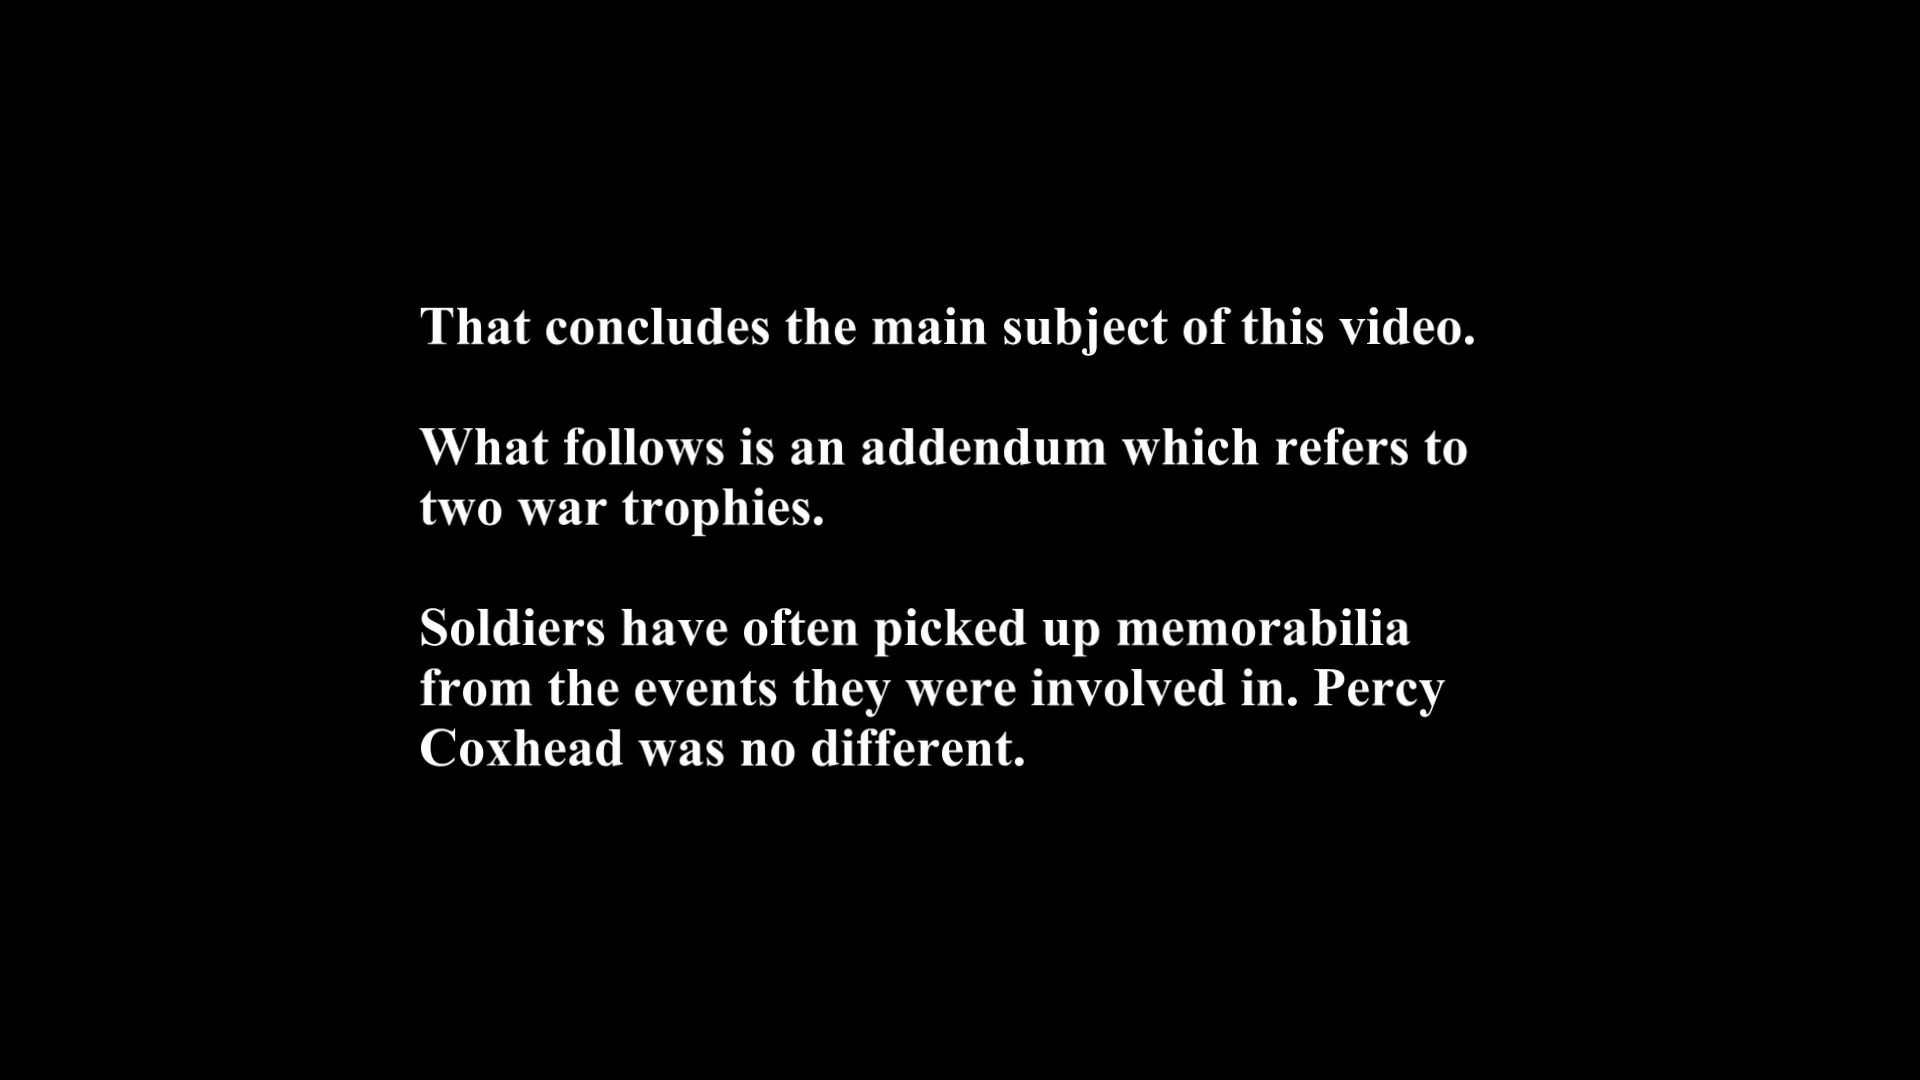 That concludes the main subject of this video.
What follows is an addendum which refers to
two war trophies.
Soldiers have often picked up memorabilia
from the events they were involved in. Percy
Coxhead was no different.